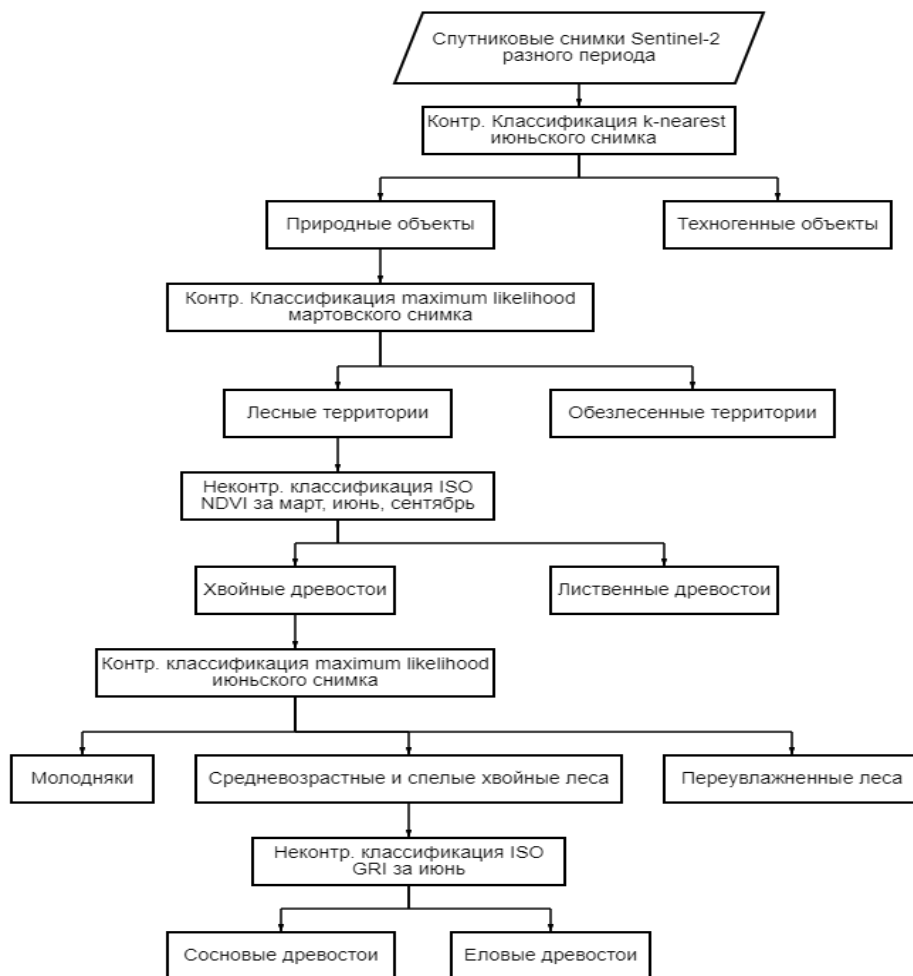 Спутниковые снимки Sentinel-2
разного периода
Контр. Классификация k-nearest
июньского снимка
Природные объекты
Техногенные объекты
Контр. Классификация maximum likelihood
мартовского снимка
Лесные территории
Обезлесенные территории
Неконтр. классификация ISO
NDVI за март, июнь, сентябрь
Хвойные древостои
Лиственные древостои
Контр. классификация maximum likelihood
июньского снимка
Молодняки
Средневозрастные и спелые хвойные леса
Переувлажненные леса
Неконтр. классификация ISO
GRI за июнь
Сосновые древостои
Еловые древостои